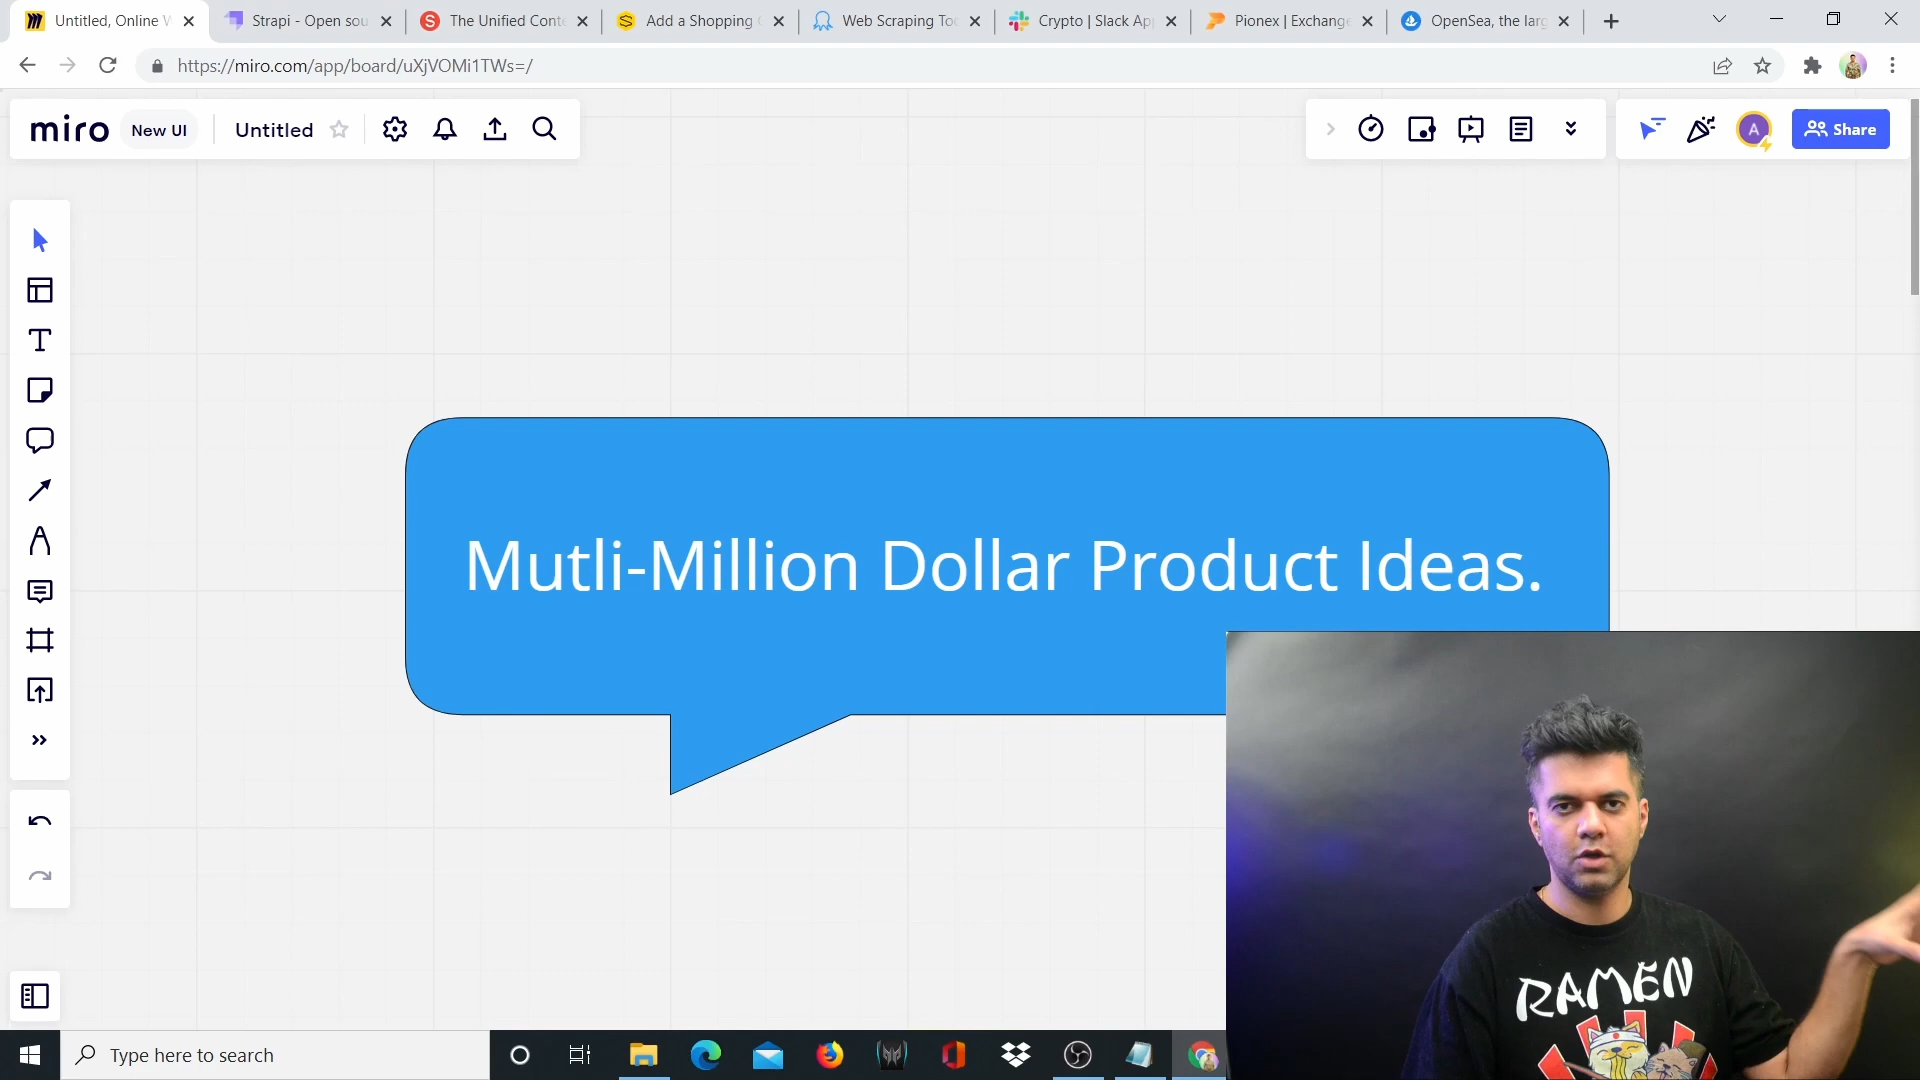 Untitled, Online W
Strapi - Open sou
The Unified Conte
Add a Shopping
Web Scraping Too
Crypto | Slack Ap
Pionex | Exchange
OpenSea, the larg
https://miro.com/app/board/uXjVOMi1TWs=/
miro
New UI
Untitled
A
Share
Mutli-Million Dollar Product Ideas.
RAMEN
Type here to search